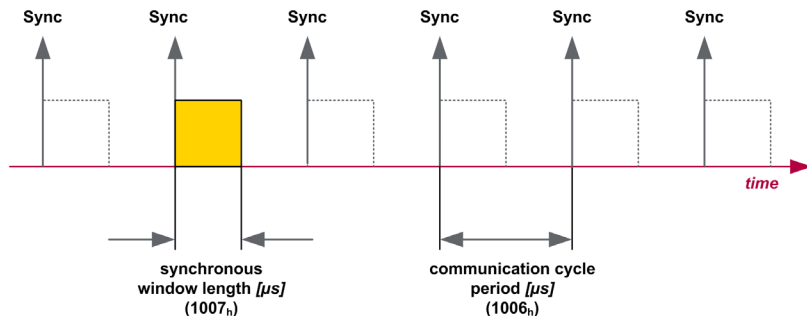 Sync Sync Sync Sync Sync Sync
time
synchronous
window length [µs]
(1007h)
communication cycle
period [µs]
(1006h)